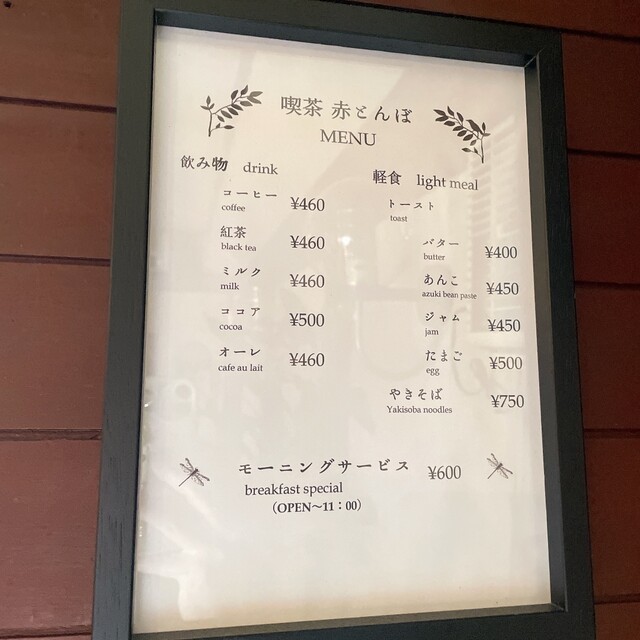 喫茶 赤とんぼ
MENU
飲み物 drink
コーヒー ¥460
coffee
紅茶 ¥460
black tea
ミルク ¥460
milk
ココア ¥500
cocoa
オーレ ¥460
cafe au lait
軽食 light meal
トースト
toast
バター ¥400
butter
あんこ ¥450
azuki bean paste
ジャム ¥450
jam
たまご ¥500
egg
やきそば ¥750
Yakisoba noodles
モーニングサービス ¥600
breakfast special
（OPEN〜11：00）